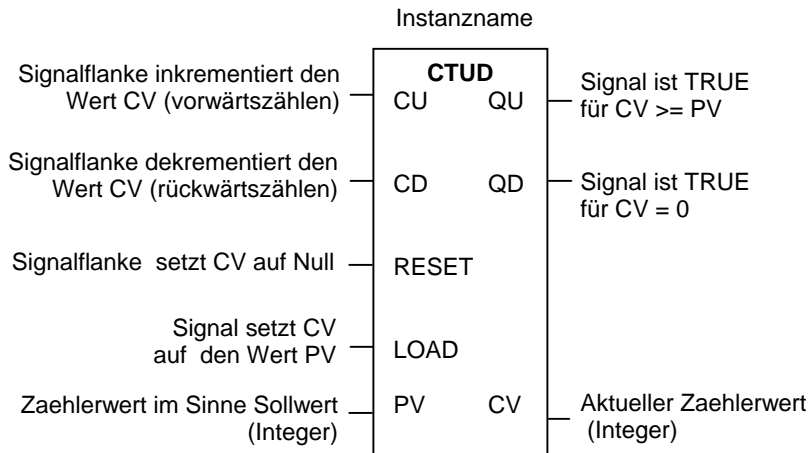 Instanzname
CTUD
Signalflanke inkrementiert den
Wert CV (vorwärtszählen)
CU
QU
Signal ist TRUE
für CV >= PV
Signalflanke dekrementiert den
Wert CV (rückwärtszählen)
CD
QD
Signal ist TRUE
für CV = 0
Signalflanke setzt CV auf Null
RESET
Signal setzt CV
auf den Wert PV
LOAD
Zaehlerwert im Sinne Sollwert
(Integer)
PV
CV
Aktueller Zaehlerwert
(Integer)